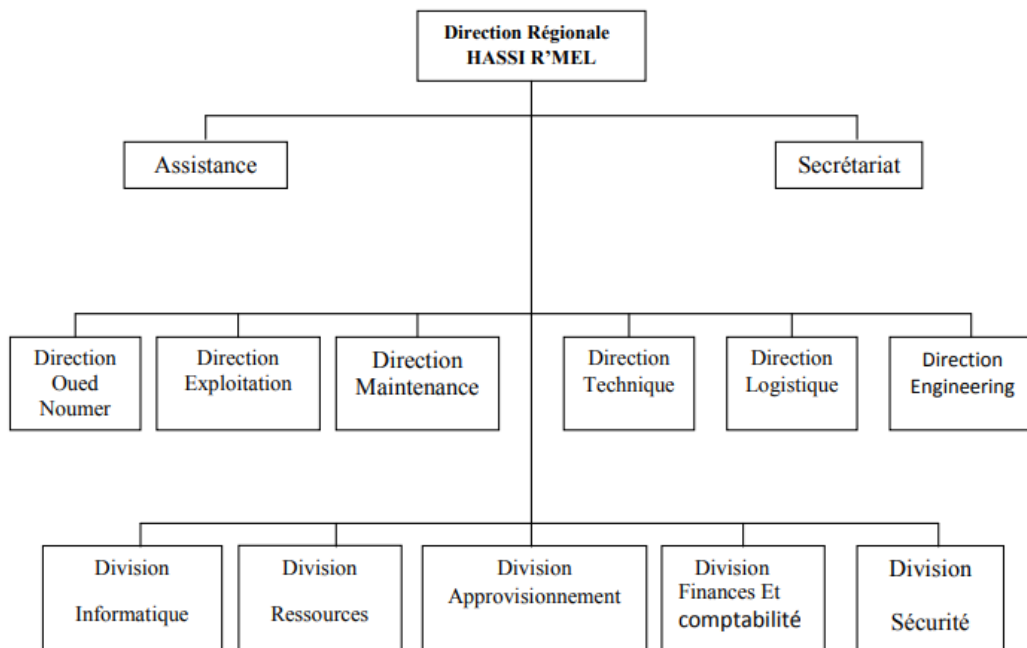 Direction Régionale
HASSI R’MEL
Assistance
Secrétariat
Direction
Oued
Noumer
Direction
Exploitation
Direction
Maintenance
Direction
Technique
Direction
Logistique
Direction
Engineering
Division
Informatique
Division
Ressources
Division
Approvisionnement
Division
Finances Et
comptabilité
Division
Sécurité